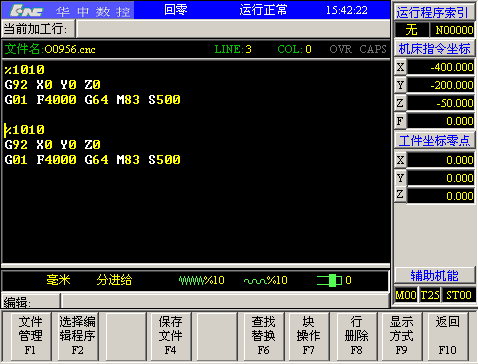 华中数控 回零 运行正常 15:42:22 运行程序索引
当前加工行: 无 N00000
文件名:O0956.cnc LINE:3 COL:0 OVR CAPS 机床指令坐标
%1010
G92 X0 Y0 Z0
G01 F4000 G64 M83 S500
%1010
G92 X0 Y0 Z0
G01 F4000 G64 M83 S500
X -400.000
Y -200.000
Z -50.000
F 0.000
工件坐标零点
X 0.000
Y 0.000
Z 0.000
辅助机能
毫米 分进给 %10 %10 0 M00 T25 ST00
编辑:
文件管理 F1
选择编辑程序 F2
保存文件 F4
查找替换 F6
块操作 F7
行删除 F8
显示方式 F9
返回 F10